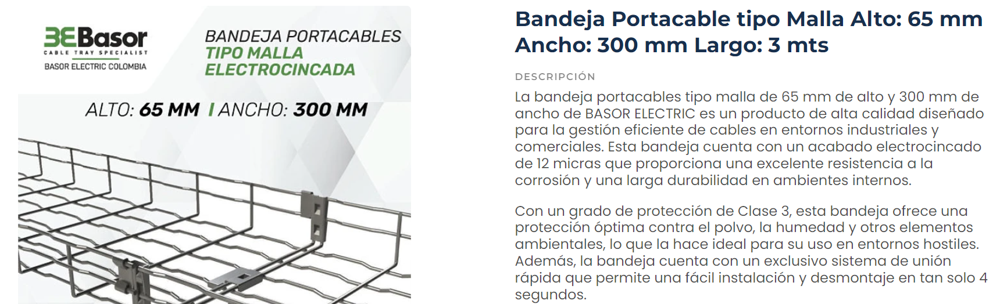 Basor
CABLE TRAY SPECIALIST
BASOR ELECTRIC COLOMBIA
BANDEJA PORTACABLES
TIPO MALLA
ELECTROCINCADA
ALTO: 65 MM I ANCHO: 300 MM
Bandeja Portacable tipo Malla Alto: 65 mm
Ancho: 300 mm Largo: 3 mts
DESCRIPCIÓN
La bandeja portacables tipo malla de 65 mm de alto y 300 mm de
ancho de BASOR ELECTRIC es un producto de alta calidad diseñado
para la gestión eficiente de cables en entornos industriales y
comerciales. Esta bandeja cuenta con un acabado electrocincado
de 12 micras que proporciona una excelente resistencia a la
corrosión y una larga durabilidad en ambientes internos.
Con un grado de protección de Clase 3, esta bandeja ofrece una
protección óptima contra el polvo, la humedad y otros elementos
ambientales, lo que la hace ideal para su uso en entornos hostiles.
Además, la bandeja cuenta con un exclusivo sistema de unión
rápida que permite una fácil instalación y desmontaje en tan solo 4
segundos.